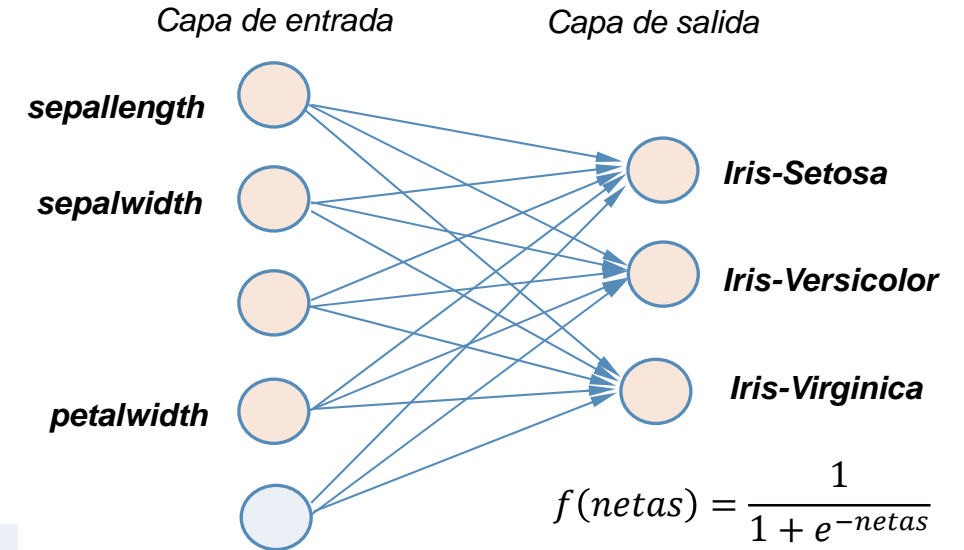 Capa de entrada
Capa de salida
sepallength
sepalwidth
petalwidth
Iris-Setosa
Iris-Versicolor
Iris-Virginica
f(netas) = \frac{1}{1 + e^{-netas}}